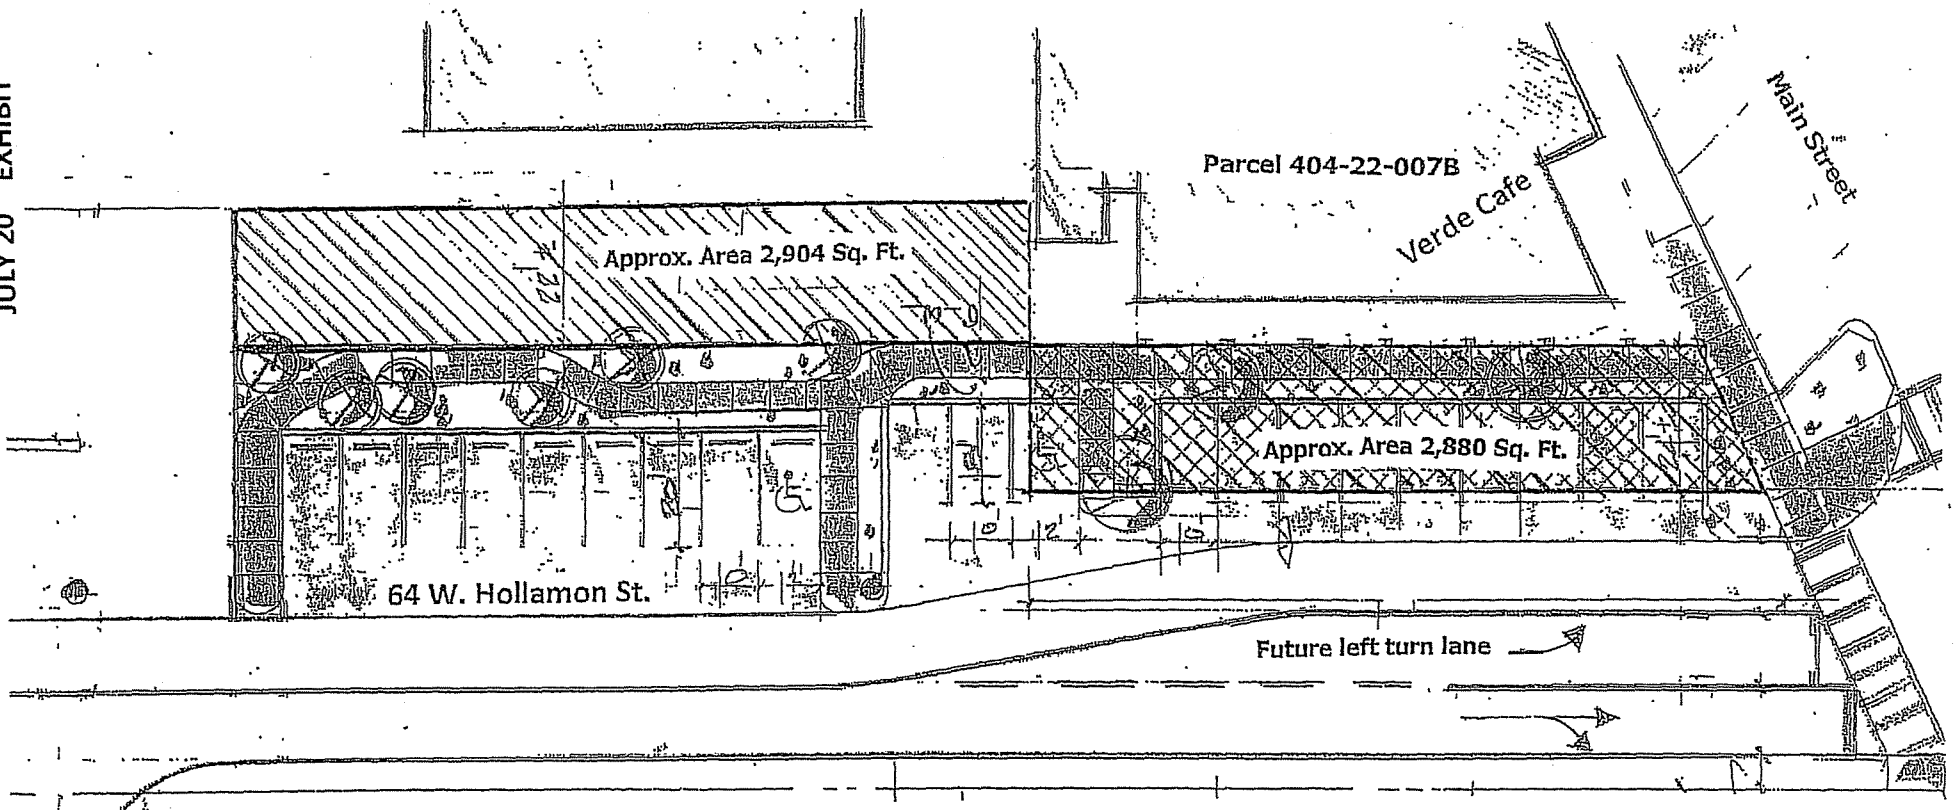 JULY 20 EXHIBIT
Main Street
Parcel 404-22-007B
Verde Cafe
Approx. Area 2,904 Sq. Ft.
Approx. Area 2,880 Sq. Ft.
64 W. Hollamon St.
Future left turn lane